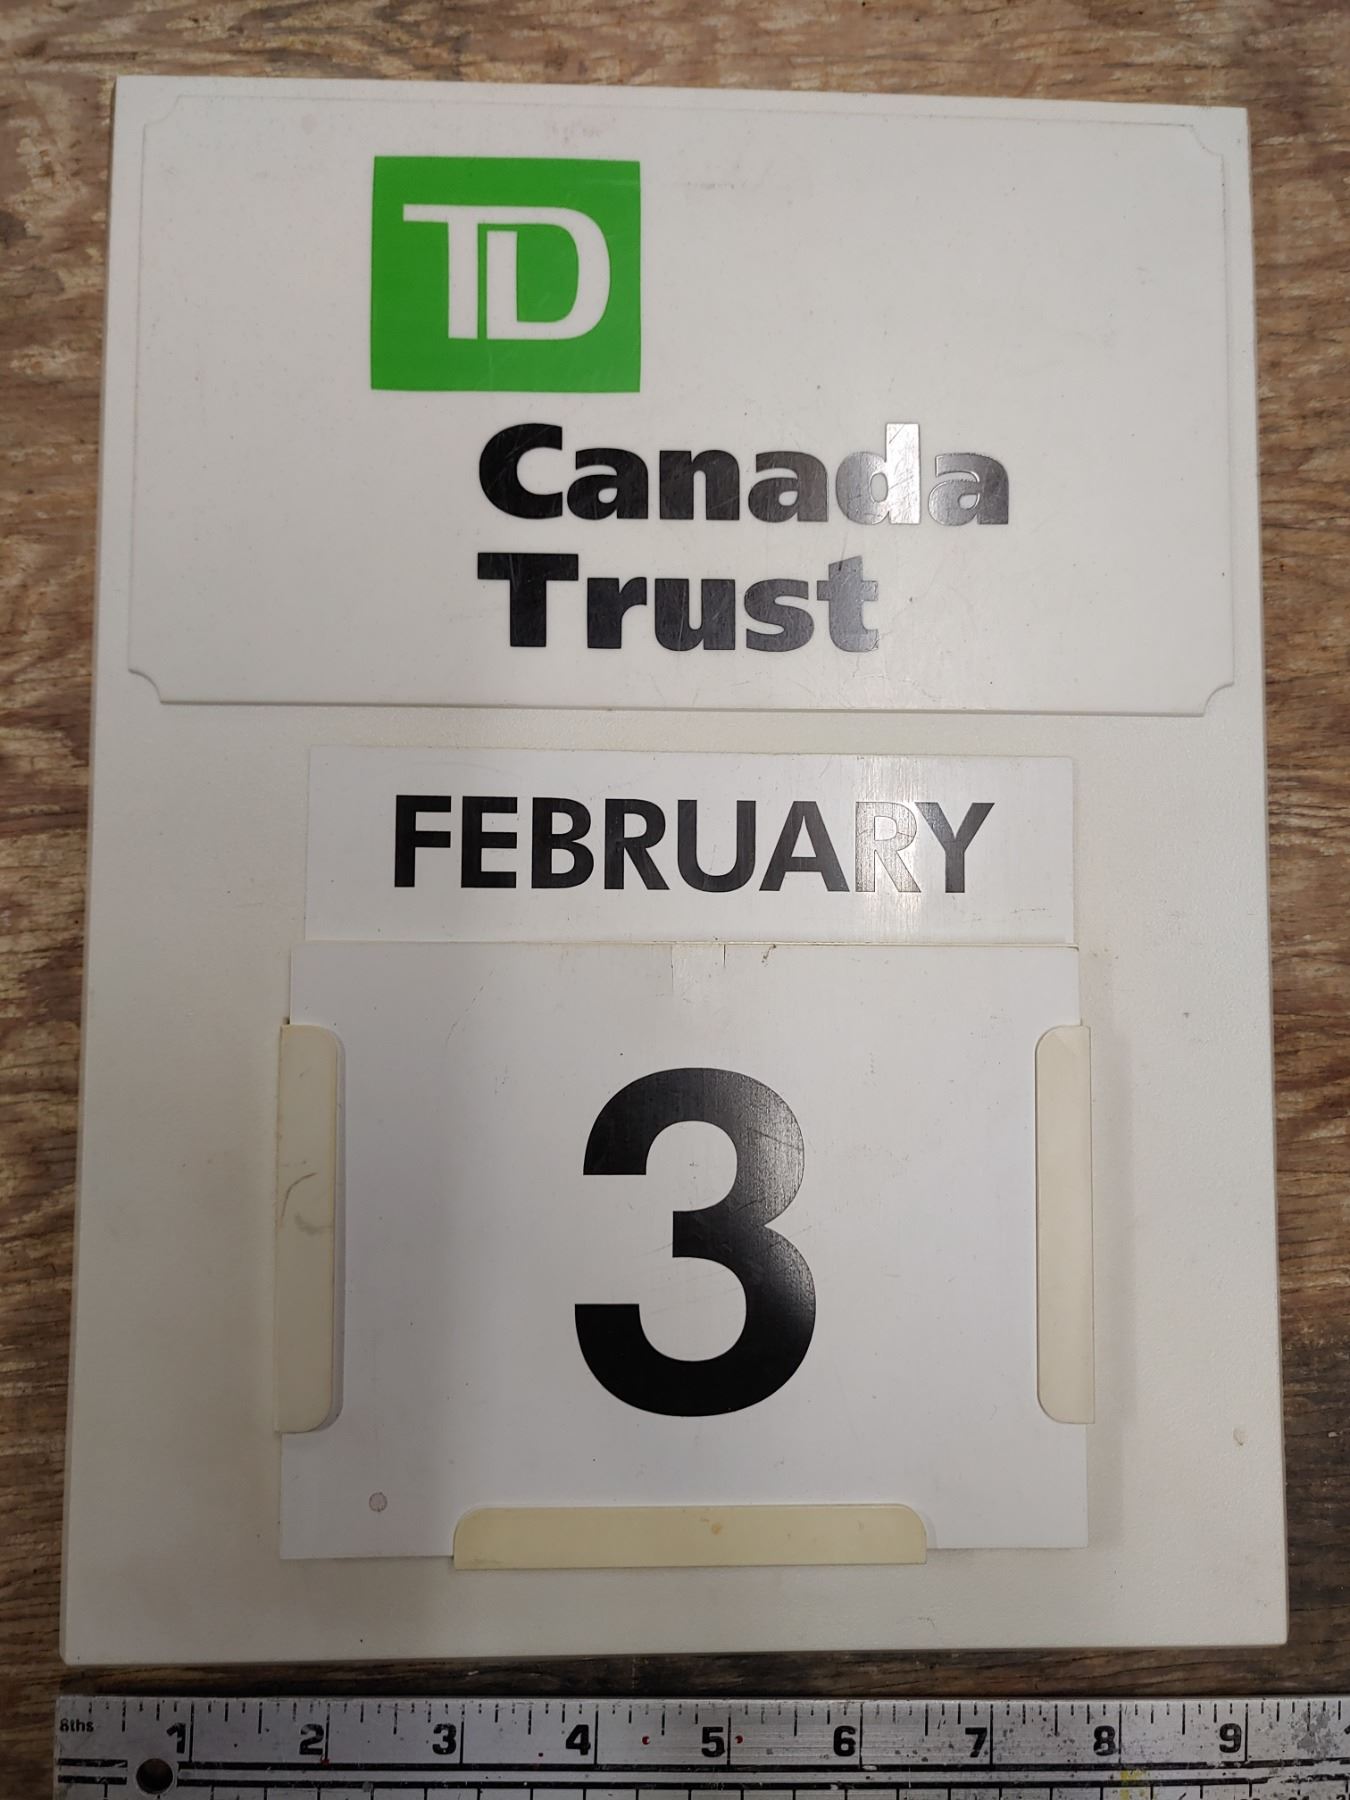 TD
Canada
Trust
FEBRUARY
3
8ths 1 2 3 4 5 6 7 8 9